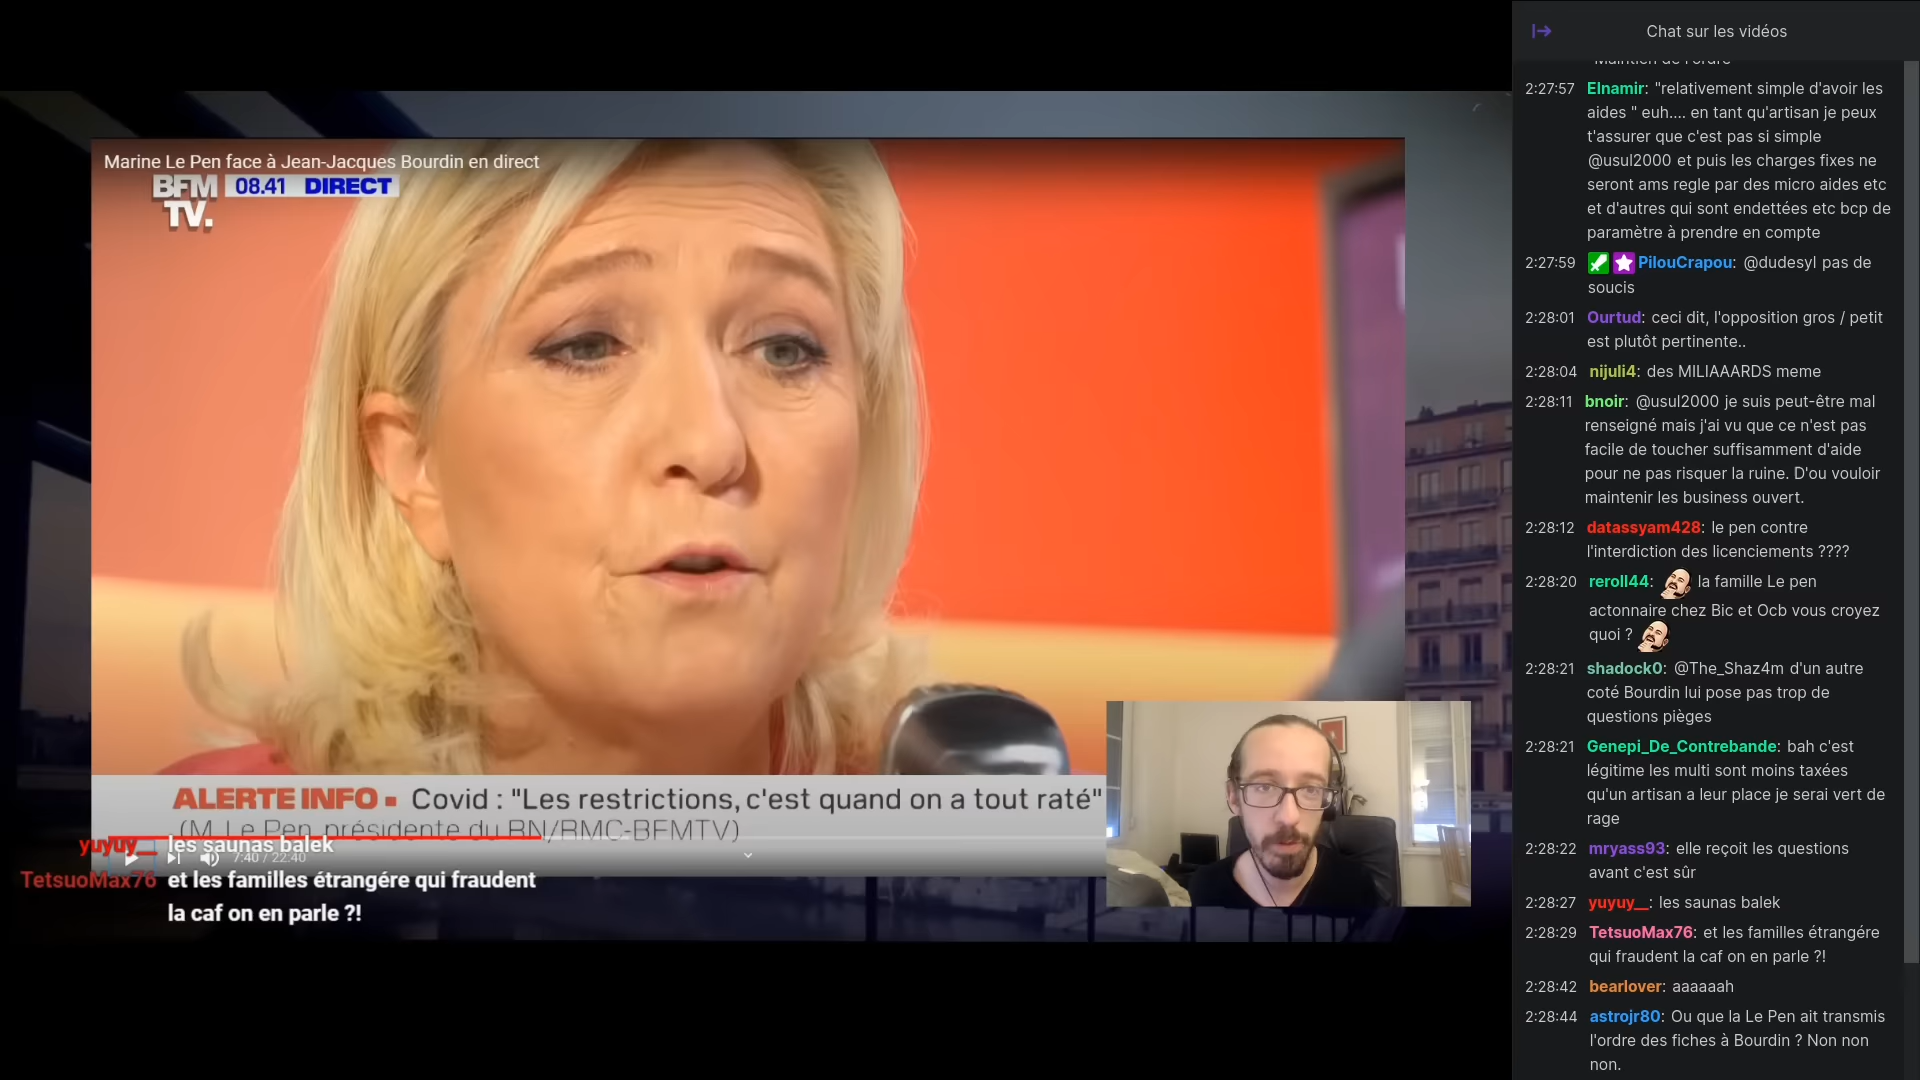 Marine Le Pen face à Jean-Jacques Bourdin en direct
BFM
TV.
08.41 DIRECT
ALERTE INFO ▪ Covid : "Les restrictions, c'est quand on a tout raté"
(M. Le Pen, présidente du RN/RMC-BFMTV)
yuyuy__ les saunas balek
7:40 / 22:40
TetsuoMax76 et les familles étrangére qui fraudent
la caf on en parle ?!
Chat sur les vidéos
"Maintien de l'ordre"
2:27:57 Elnamir: "relativement simple d'avoir les
aides " euh.... en tant qu'artisan je peux
t'assurer que c'est pas si simple
@usul2000 et puis les charges fixes ne
seront ams regle par des micro aides etc
et d'autres qui sont endettées etc bcp de
paramètre à prendre en compte
2:27:59 PilouCrapou: @dudesyl pas de
soucis
2:28:01 Ourtud: ceci dit, l'opposition gros / petit
est plutôt pertinente..
2:28:04 nijuli4: des MILIAAARDS meme
2:28:11 bnoir: @usul2000 je suis peut-être mal
renseigné mais j'ai vu que ce n'est pas
facile de toucher suffisamment d'aide
pour ne pas risquer la ruine. D'ou vouloir
maintenir les business ouvert.
2:28:12 datassyam428: le pen contre
l'interdiction des licenciements ????
2:28:20 reroll44: la famille Le pen
actonnaire chez Bic et Ocb vous croyez
quoi ?
2:28:21 shadock0: @The_Shaz4m d'un autre
coté Bourdin lui pose pas trop de
questions pièges
2:28:21 Genepi_De_Contrebande: bah c'est
légitime les multi sont moins taxées
qu'un artisan a leur place je serai vert de
rage
2:28:22 mryass93: elle reçoit les questions
avant c'est sûr
2:28:27 yuyuy__: les saunas balek
2:28:29 TetsuoMax76: et les familles étrangére
qui fraudent la caf on en parle ?!
2:28:42 bearlover: aaaaaah
2:28:44 astrojr80: Ou que la Le Pen ait transmis
l'ordre des fiches à Bourdin ? Non non
non.